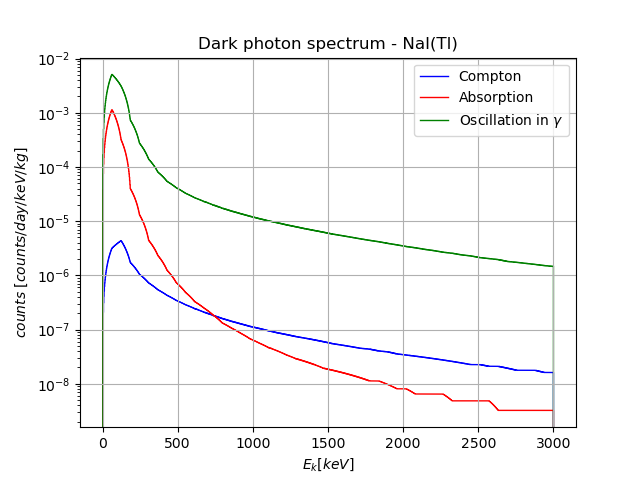 Dark photon spectrum - NaI(Tl)
Compton
Absorption
Oscillation in γ
counts [counts/day/keV/kg]
10⁻²
10⁻³
10⁻⁴
10⁻⁵
10⁻⁶
10⁻⁷
10⁻⁸
0 500 1000 1500 2000 2500 3000
Eₖ[keV]